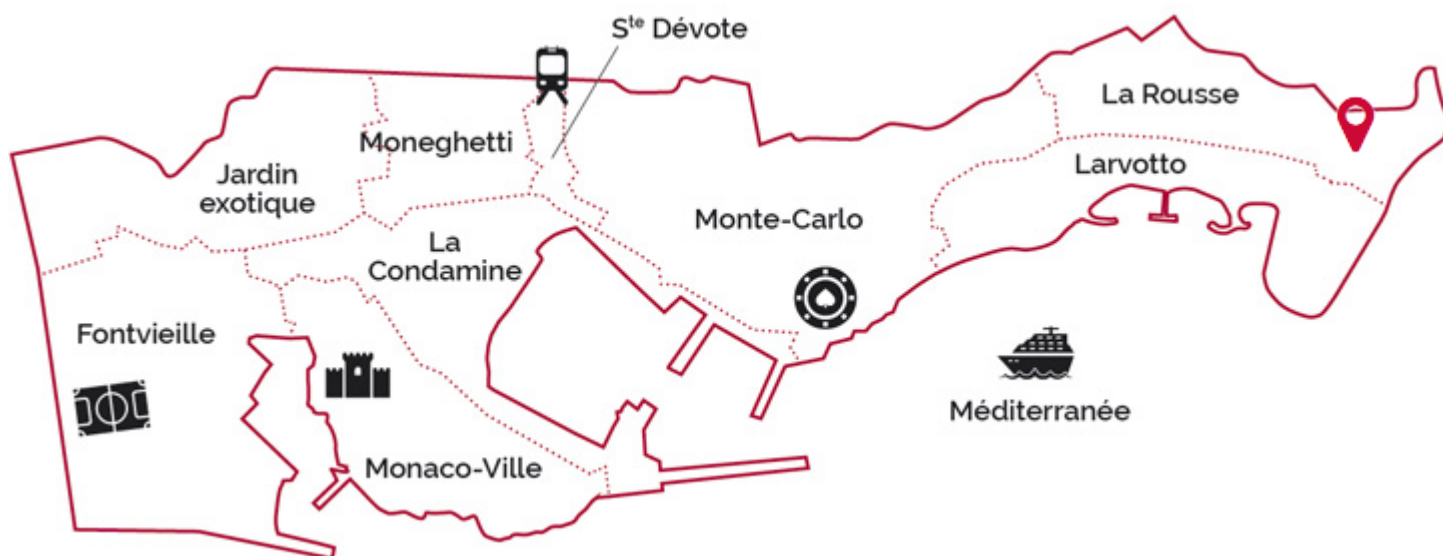 Sᵗᵉ Dévote
La Rousse
Moneghetti
Larvotto
Jardin
exotique
Monte-Carlo
La
Condamine
Fontvieille
Méditerranée
Monaco-Ville